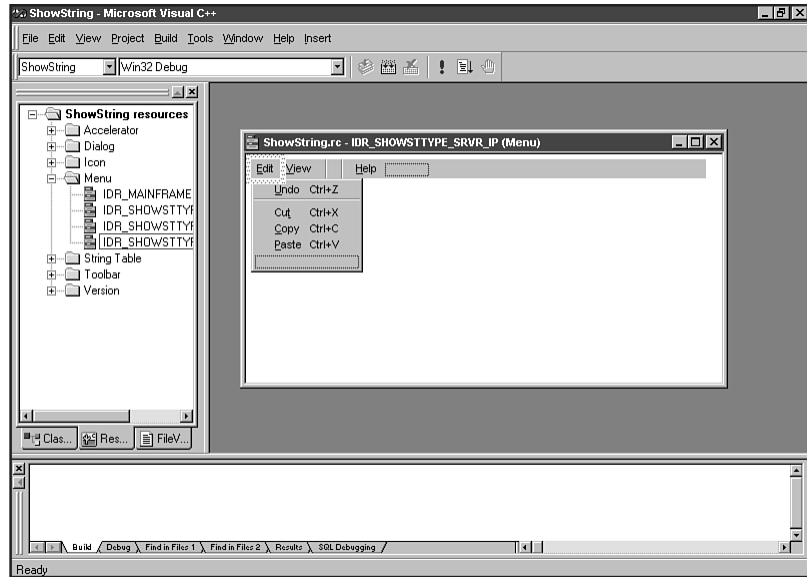 ShowString - Microsoft Visual C++
File Edit View Project Build Tools Window Help Insert
ShowString Win32 Debug
ShowString resources
Accelerator
Dialog
Icon
Menu
IDR_MAINFRAME
IDR_SHOWSTTYP
IDR_SHOWSTTYP
IDR_SHOWSTTYP
String Table
Toolbar
Version
Clas... Res... FileV...
ShowString.rc - IDR_SHOWSTTYPE_SRVR_IP (Menu)
Edit View Help
Undo Ctrl+Z
Cut Ctrl+X
Copy Ctrl+C
Paste Ctrl+V
Build Debug Find in Files 1 Find in Files 2 Results SQL Debugging
Ready